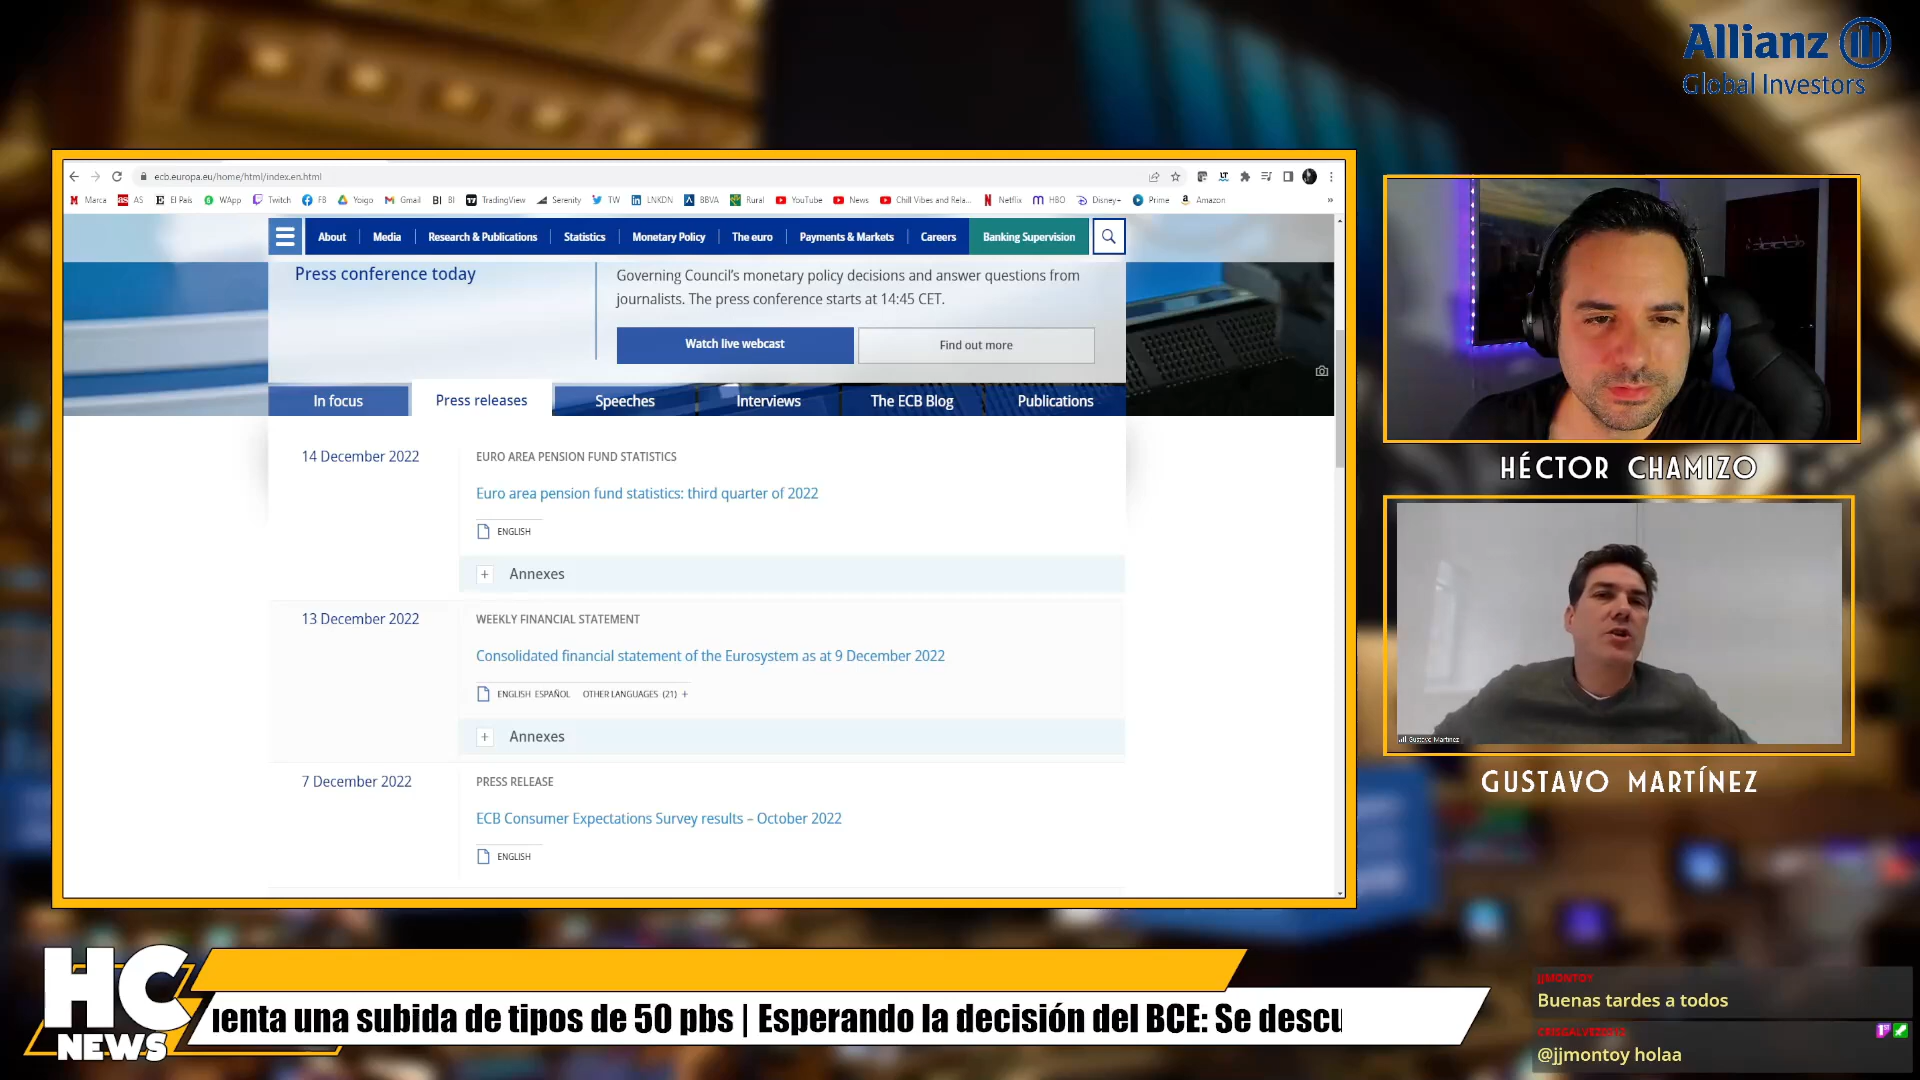 Allianz
Global Investors
ecb.europa.eu/home/html/index.en.html
Marca AS El País WApp Twitch FB Yoigo Gmail BI TradingView Serenity TW LNKDN BBVA Rural YouTube News Chill Vibes and Rela... Netflix HBO Disney+ Prime Amazon »
About Media Research & Publications Statistics Monetary Policy The euro Payments & Markets Careers Banking Supervision
Press conference today
Governing Council's monetary policy decisions and answer questions from
journalists. The press conference starts at 14:45 CET.
Watch live webcast Find out more
In focus Press releases Speeches Interviews The ECB Blog Publications
14 December 2022 EURO AREA PENSION FUND STATISTICS
Euro area pension fund statistics: third quarter of 2022
ENGLISH
+ Annexes
13 December 2022 WEEKLY FINANCIAL STATEMENT
Consolidated financial statement of the Eurosystem as at 9 December 2022
ENGLISH ESPAÑOL OTHER LANGUAGES (21) +
+ Annexes
7 December 2022 PRESS RELEASE
ECB Consumer Expectations Survey results – October 2022
ENGLISH
HÉCTOR CHAMIZO
Gustavo Martinez
GUSTAVO MARTÍNEZ
HC
NEWS
ienta una subida de tipos de 50 pbs | Esperando la decisión del BCE: Se descu
JJMONTOY
Buenas tardes a todos
@jjmontoy holaa